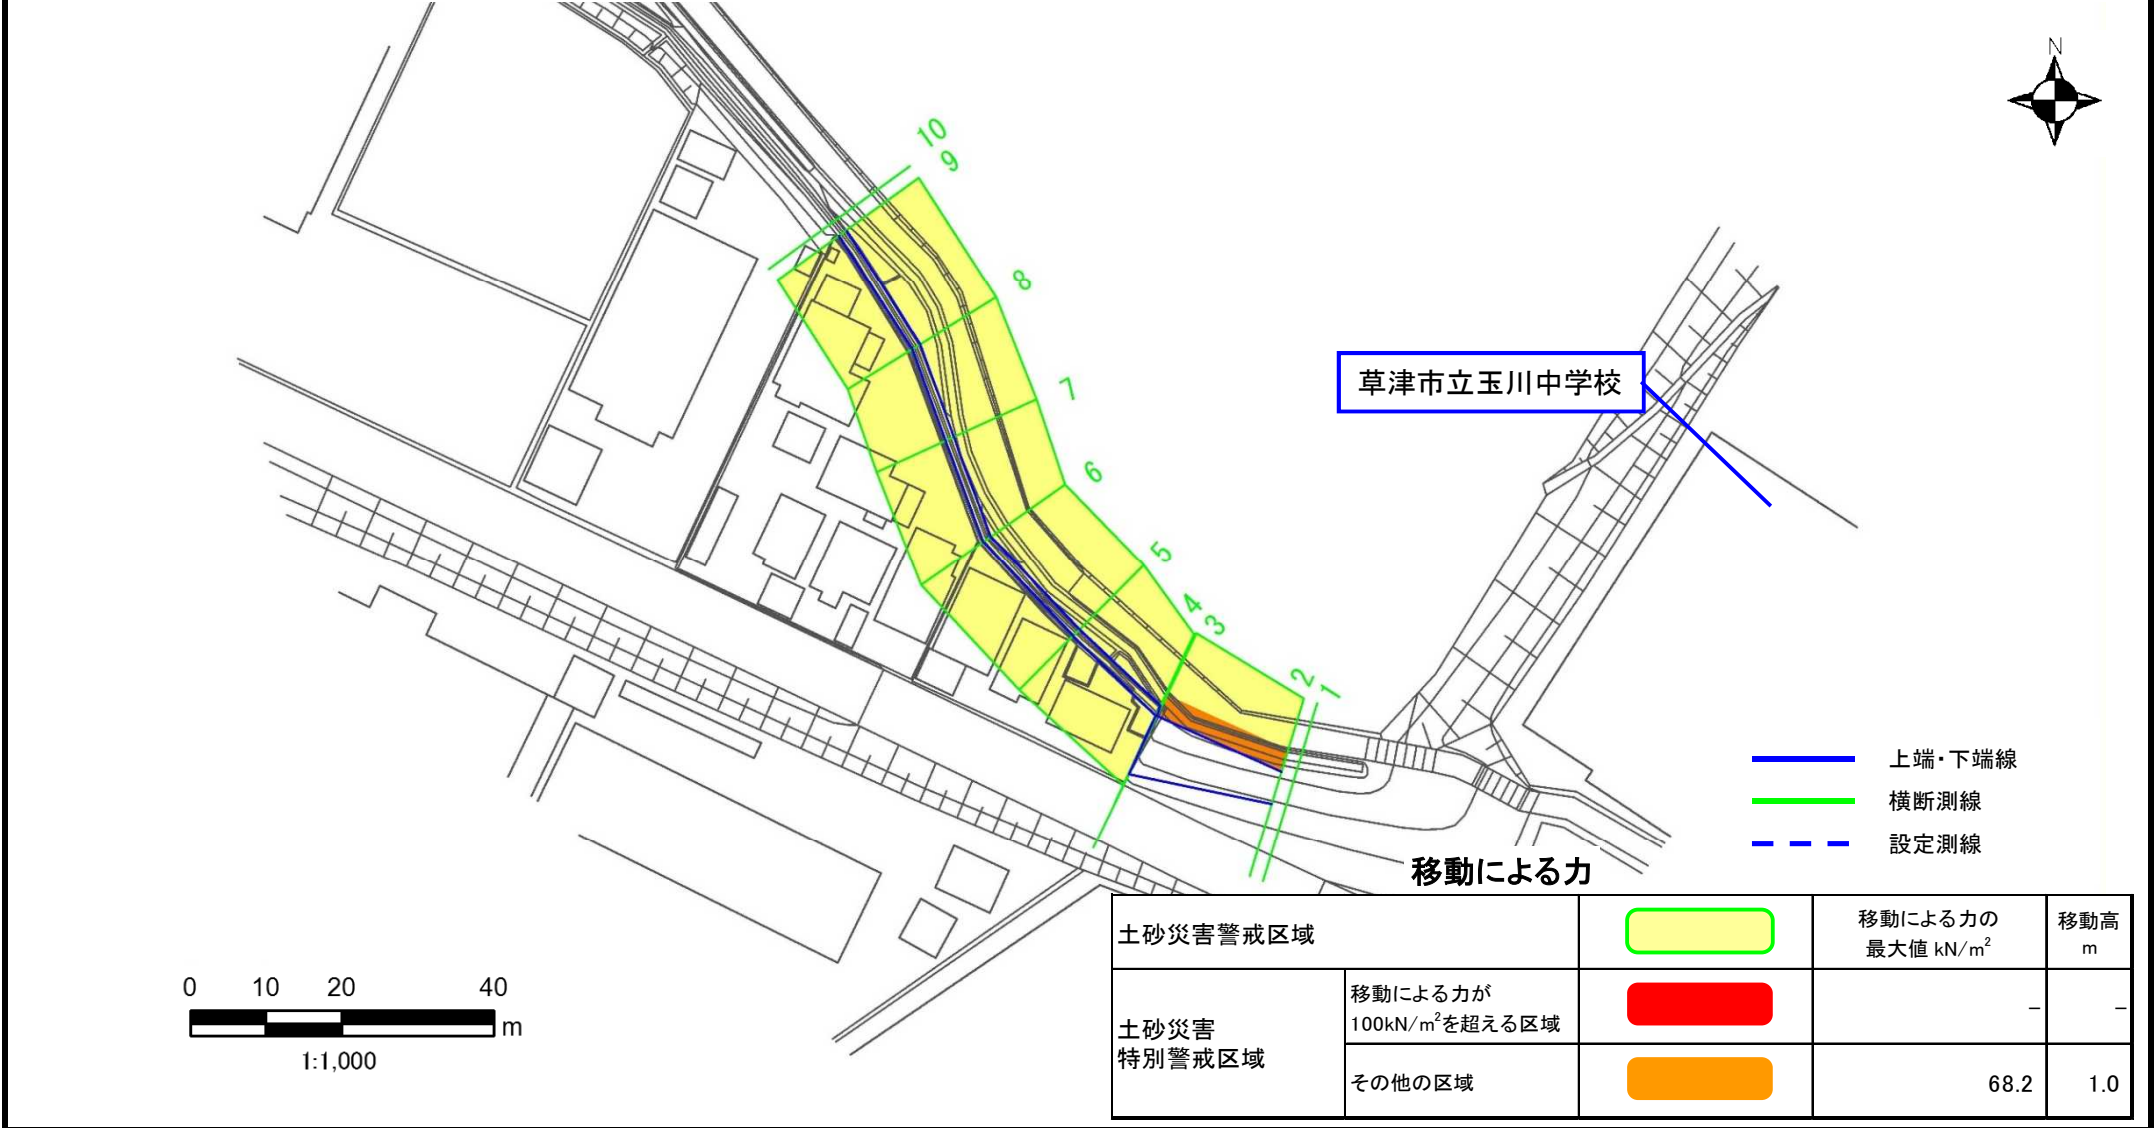 N
10
9
8
7
6
5
4
3
2
1
草津市立玉川中学校
上端・下端線
横断測線
設定測線
移動による力
土砂災害警戒区域
移動による力の
最大値 kN/m²
移動高
m
土砂災害
特別警戒区域
移動による力が
100kN/m²を超える区域
－
－
その他の区域
68.2
1.0
0 10 20 40
m
1:1,000